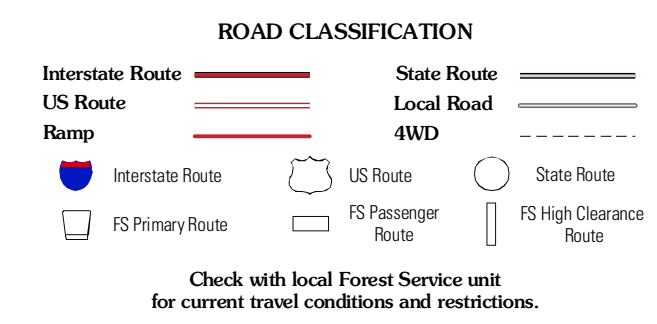 ROAD CLASSIFICATION
Interstate Route
State Route
US Route
Local Road
Ramp
4WD
Interstate Route
US Route
State Route
FS Primary Route
FS Passenger
Route
FS High Clearance
Route
Check with local Forest Service unit
for current travel conditions and restrictions.